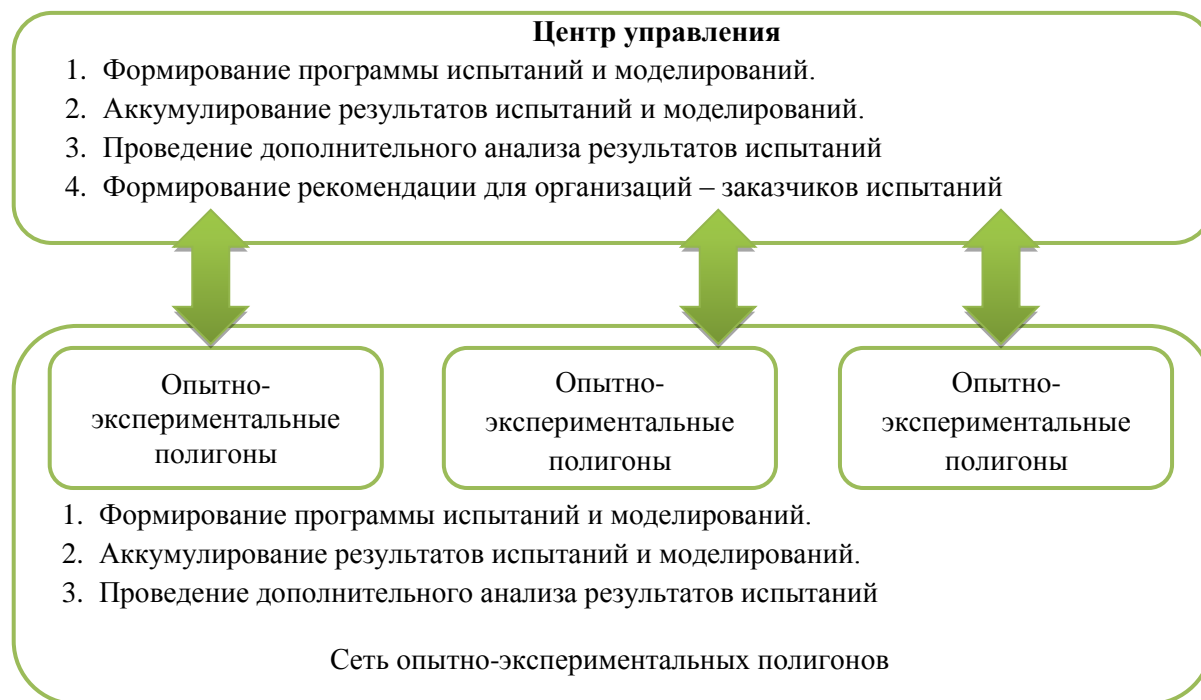 Центр управления
1. Формирование программы испытаний и моделирований.
2. Аккумулирование результатов испытаний и моделирований.
3. Проведение дополнительного анализа результатов испытаний
4. Формирование рекомендации для организаций – заказчиков испытаний
Опытно-
экспериментальные
полигоны
Опытно-
экспериментальные
полигоны
Опытно-
экспериментальные
полигоны
1. Формирование программы испытаний и моделирований.
2. Аккумулирование результатов испытаний и моделирований.
3. Проведение дополнительного анализа результатов испытаний
Сеть опытно-экспериментальных полигонов